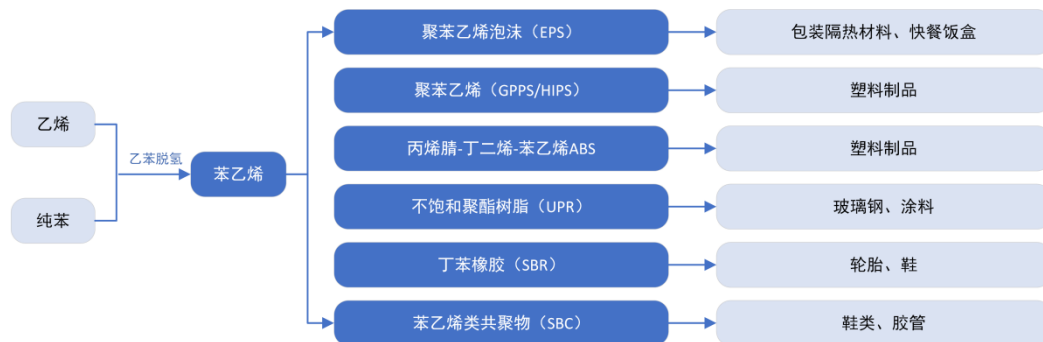 聚苯乙烯泡沫（EPS）
包装隔热材料、快餐饭盒
聚苯乙烯（GPPS/HIPS）
塑料制品
乙烯
乙苯脱氢
苯乙烯
丙烯腈-丁二烯-苯乙烯ABS
塑料制品
纯苯
不饱和聚酯树脂（UPR）
玻璃钢、涂料
丁苯橡胶（SBR）
轮胎、鞋
苯乙烯类共聚物（SBC）
鞋类、胶管